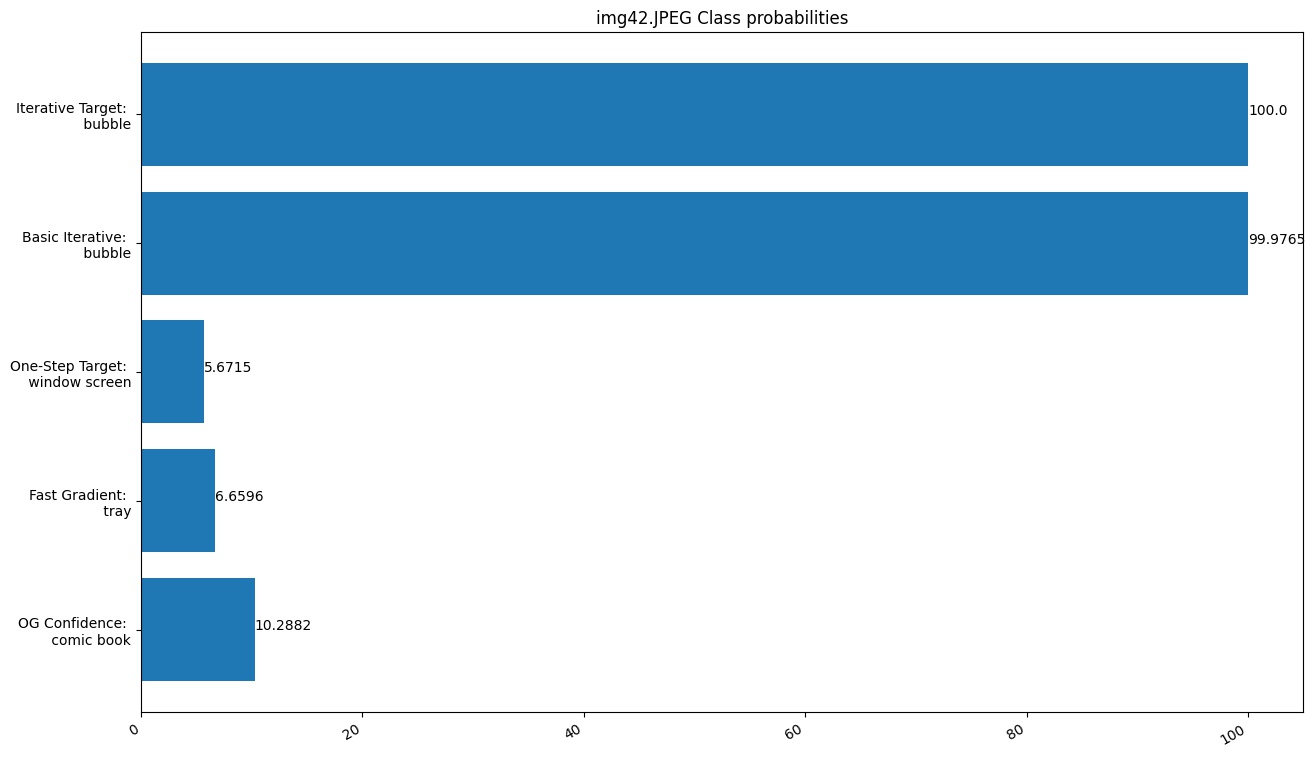 img42.JPEG Class probabilities
Iterative Target:
bubble
100.0
Basic Iterative:
bubble
99.9765
One-Step Target:
window screen
5.6715
Fast Gradient:
tray
6.6596
OG Confidence:
comic book
10.2882
0
20
40
60
80
100